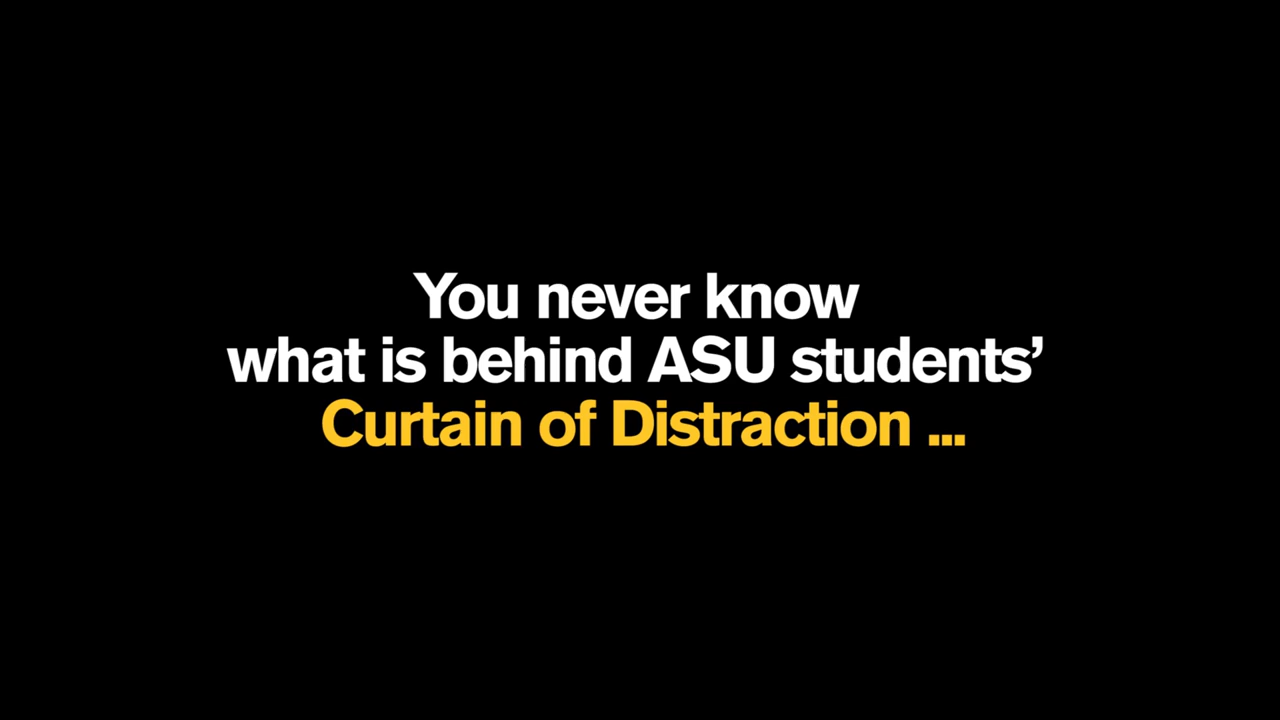 You never know
what is behind ASU students’
Curtain of Distraction ...